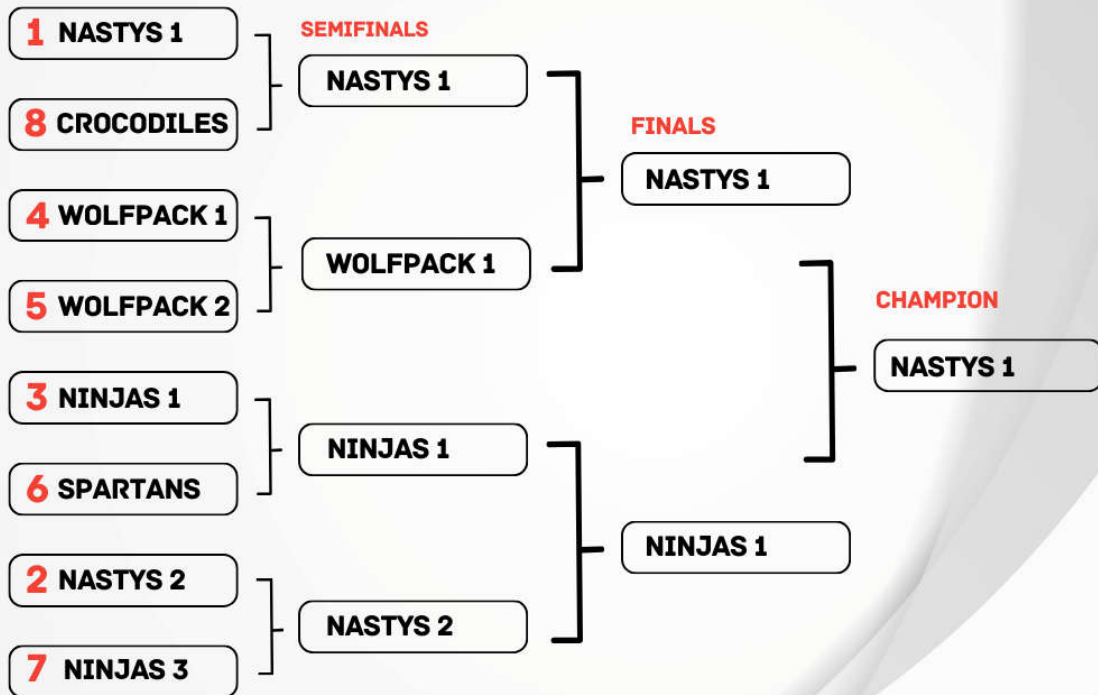 1 NASTYS 1
8 CROCODILES
4 WOLFPACK 1
5 WOLFPACK 2
3 NINJAS 1
6 SPARTANS
2 NASTYS 2
7 NINJAS 3
SEMIFINALS
NASTYS 1
WOLFPACK 1
NINJAS 1
NASTYS 2
FINALS
NASTYS 1
NINJAS 1
CHAMPION
NASTYS 1